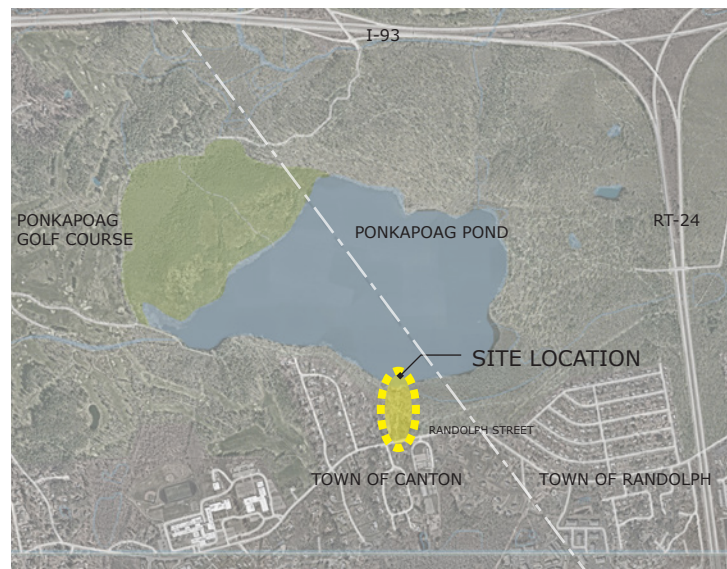 I-93
PONKAPOAG
GOLF COURSE
PONKAPOAG POND
RT-24
SITE LOCATION
RANDOLPH STREET
TOWN OF CANTON
TOWN OF RANDOLPH